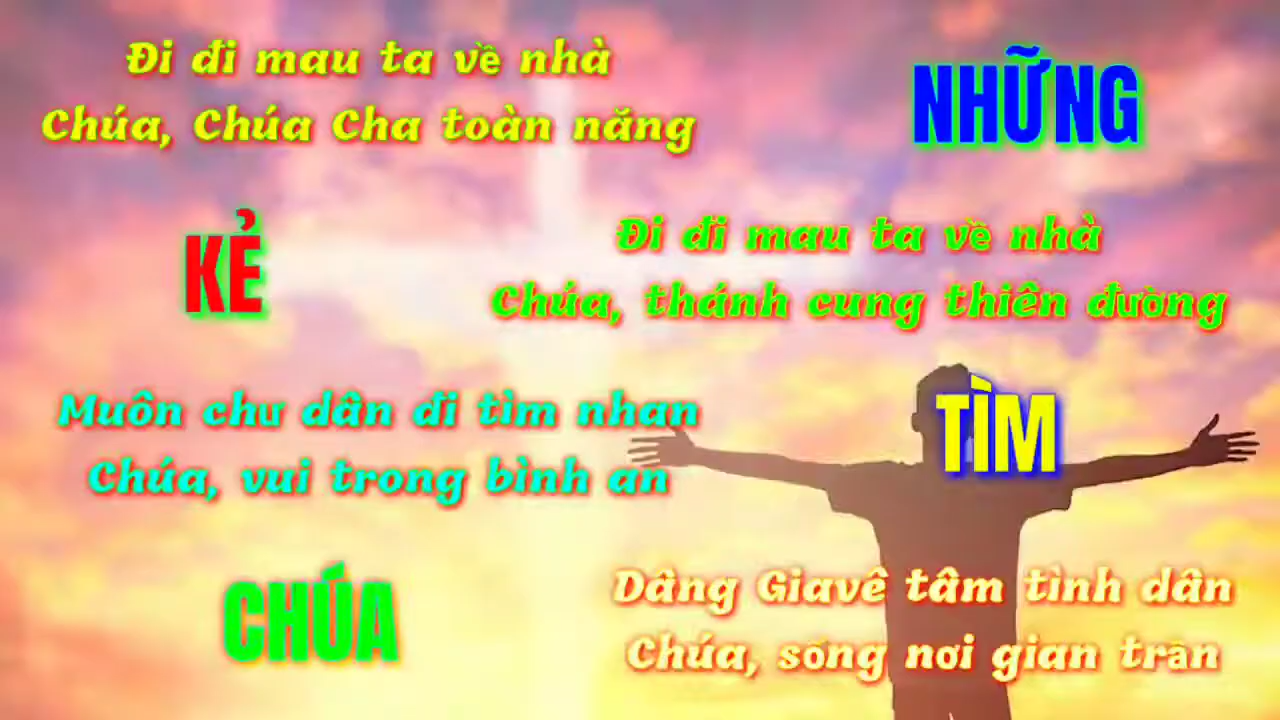 Đi đi mau ta về nhà
Chúa, Chúa Cha toàn năng
NHỮNG
KẺ
Đi đi mau ta về nhà
Chúa, thánh cung thiên đường
Muôn chư dân đi tìm nhan
Chúa, vui trong bình an
TÌM
CHÚA
Dâng Giavê tâm tình dân
Chúa, sống nơi gian trần